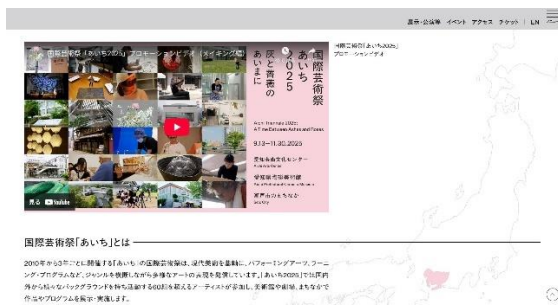 展示・公演等 イベント アクセス チケット | EN
国際芸術祭「あいち2025」プロモーションビデオ(メイキング編)
国際芸術祭
あいち
2025
灰と薔薇の
あいまに
Aichi Triennale 2025:
A Time Between Ashes and Roses
9.13—11.30.2025
愛知芸術文化センター
愛知県陶磁美術館
瀬戸市のまちなか
Seto City
見る YouTube
国際芸術祭「あいち2025」
プロモーションビデオ
国際芸術祭「あいち」とは
2010年から3年ごとに開催する「あいち」の国際芸術祭は、現代美術を基軸に、パフォーミングアーツ、ラーニ
ング・プログラムなど、ジャンルを横断しながら多様なアートの表現を発信しています。「あいち2025」では国内
外から様々なバックグラウンドを持ち活動する60組を超えるアーティストが参加し、美術館や劇場、まちなかで
作品やプログラムを展示・実施します。